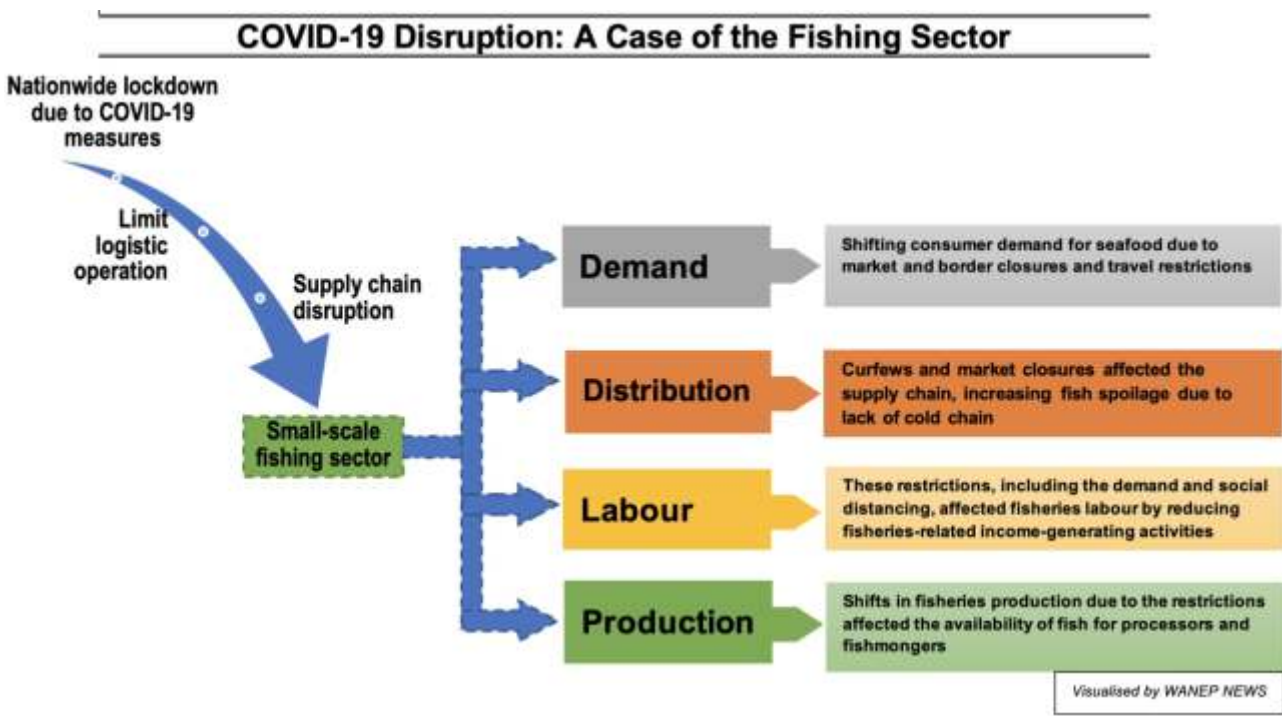 COVID-19 Disruption: A Case of the Fishing Sector
Nationwide lockdown
due to COVID-19
measures
Limit
logistic
operation
Supply chain
disruption
Small-scale
fishing sector
Demand
Shifting consumer demand for seafood due to
market and border closures and travel restrictions
Distribution
Curfews and market closures affected the
supply chain, increasing fish spoilage due to
lack of cold chain
Labour
These restrictions, including the demand and social
distancing, affected fisheries labour by reducing
fisheries-related income-generating activities
Production
Shifts in fisheries production due to the restrictions
affected the availability of fish for processors and
fishmongers
Visualised by WANEP NEWS